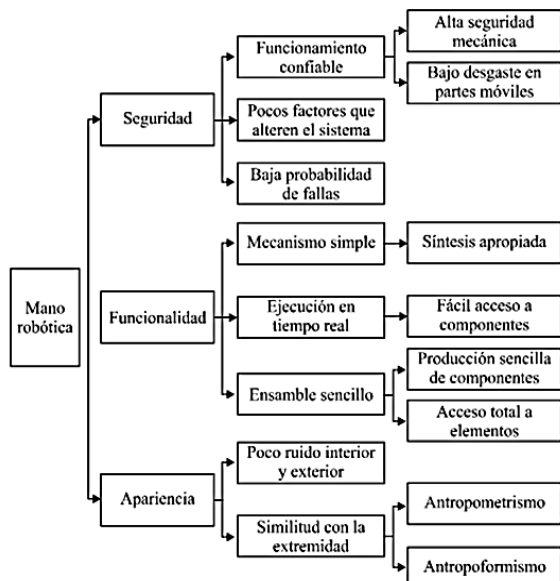 Mano
robótica
Seguridad
Funcionamiento
confiable
Alta seguridad
mecánica
Bajo desgaste en
partes móviles
Pocos factores que
alteren el sistema
Baja probabilidad
de fallas
Funcionalidad
Mecanismo simple
Síntesis apropiada
Ejecución en
tiempo real
Fácil acceso a
componentes
Ensamble sencillo
Producción sencilla
de componentes
Acceso total a
elementos
Apariencia
Poco ruido interior
y exterior
Similitud con la
extremidad
Antropometrismo
Antropoformismo